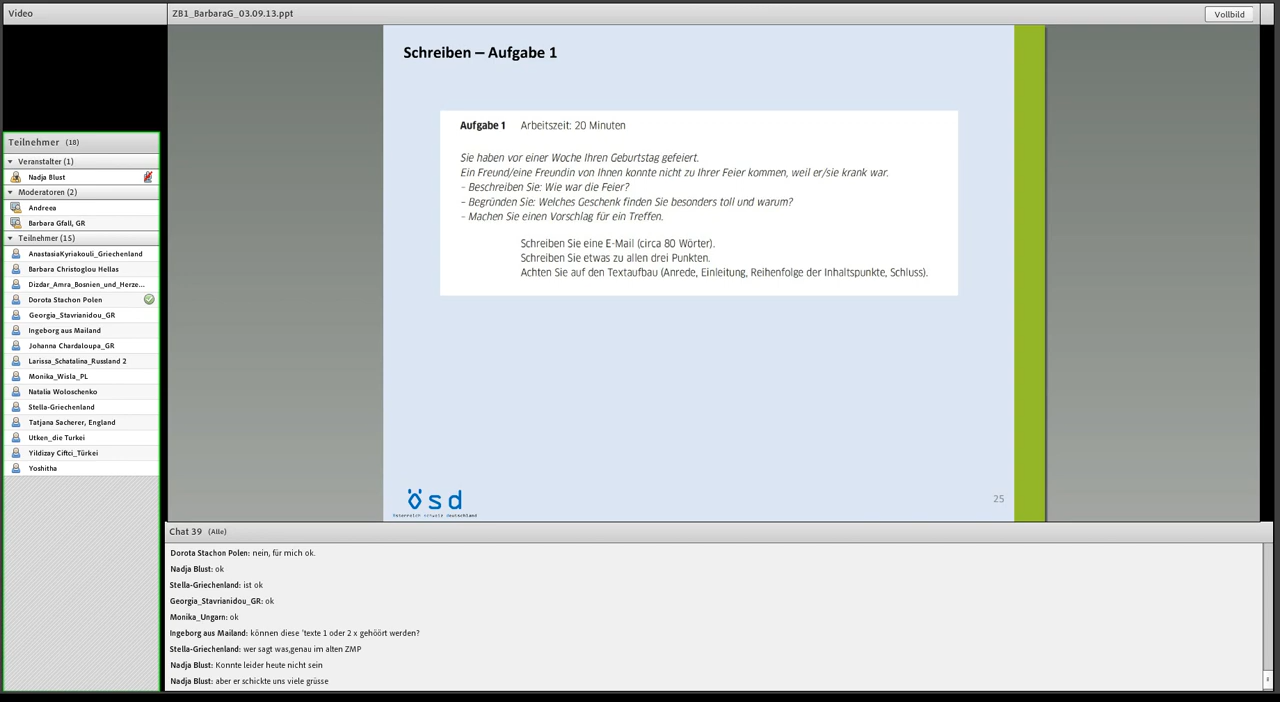 Video
ZB1_BarbaraG_03.09.13.ppt
Vollbild
Teilnehmer (18)
Veranstalter (1)
Nadja Blust
Moderatoren (2)
Andreea
Barbara Gfall, GR
Teilnehmer (15)
AnastasiaKyriakouli_Griechenland
Barbara Christoglou Hellas
Dizdar_Amra_Bosnien_und_Herze...
Dorota Stachon Polen
Georgia_Stavrianidou_GR
Ingeborg aus Mailand
Johanna Chardaloupa_GR
Larissa_Schatalina_Russland 2
Monika_Wisla_PL
Natalia Woloschenko
Stella-Griechenland
Tatjana Sacherer, England
Utken_die Turkei
Yildizay Ciftci_Türkei
Yoshitha
Schreiben – Aufgabe 1
Aufgabe 1 Arbeitszeit: 20 Minuten
Sie haben vor einer Woche Ihren Geburtstag gefeiert.
Ein Freund/eine Freundin von Ihnen konnte nicht zu Ihrer Feier kommen, weil er/sie krank war.
– Beschreiben Sie: Wie war die Feier?
– Begründen Sie: Welches Geschenk finden Sie besonders toll und warum?
– Machen Sie einen Vorschlag für ein Treffen.
Schreiben Sie eine E-Mail (circa 80 Wörter).
Schreiben Sie etwas zu allen drei Punkten.
Achten Sie auf den Textaufbau (Anrede, Einleitung, Reihenfolge der Inhaltspunkte, Schluss).
ösd
österreich schweiz deutschland
25
Chat 39 (Alle)
Dorota Stachon Polen: nein, für mich ok.
Nadja Blust: ok
Stella-Griechenland: ist ok
Georgia_Stavrianidou_GR: ok
Monika_Ungarn: ok
Ingeborg aus Mailand: können diese 'texte 1 oder 2 x gehöört werden?
Stella-Griechenland: wer sagt was,genau im alten ZMP
Nadja Blust: Konnte leider heute nicht sein
Nadja Blust: aber er schickte uns viele grüsse